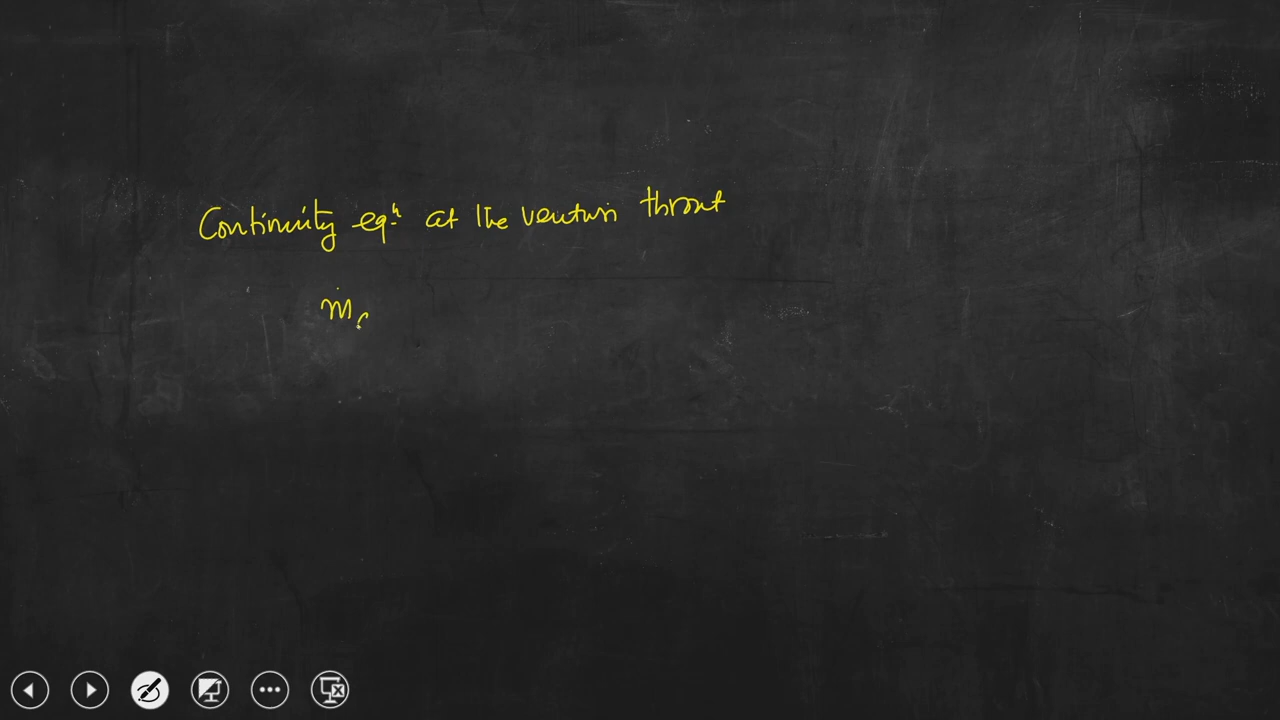 Continuity eqⁿ at the venturi throat
ṁ